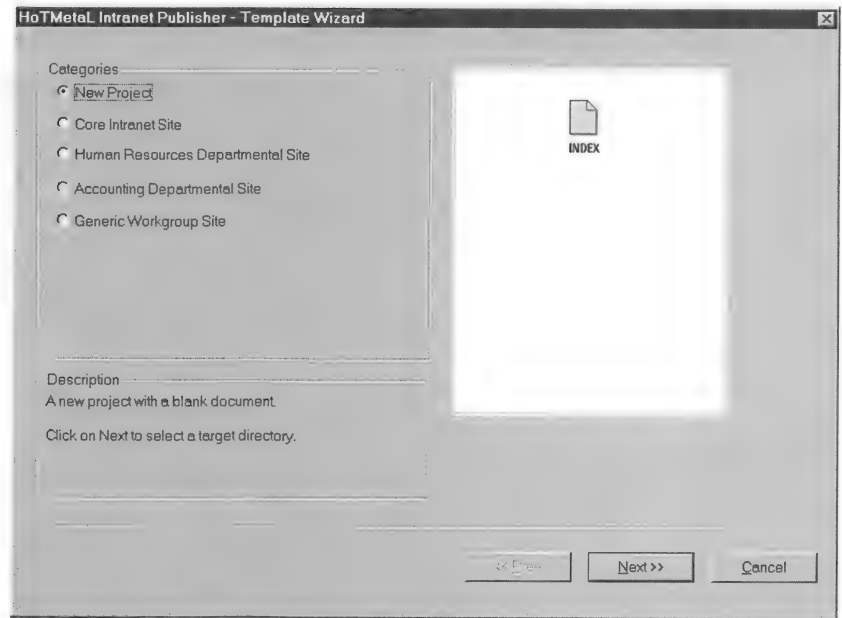 HoTMetaL Intranet Publisher - Template Wizard
Categories
New Project
Core Intranet Site
Human Resources Departmental Site
Accounting Departmental Site
Generic Workgroup Site
INDEX
Description
A new project with a blank document.
Click on Next to select a target directory.
Next >>
Cancel